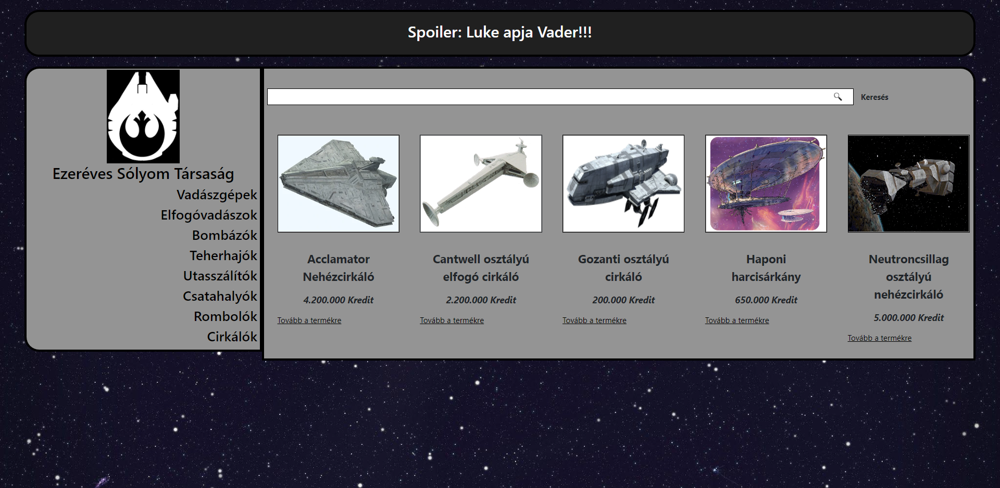 Spoiler: Luke apja Vader!!!
Ezeréves Sólyom Társaság
Vadászgépek
Elfogóvadászok
Bombázók
Teherhajók
Utasszálítók
Csatahalyók
Rombolók
Cirkálók
Keresés
Acclamator
Nehézcirkáló
4.200.000 Kredit
Tovább a termékre
Cantwell osztályú
elfogó cirkáló
2.200.000 Kredit
Tovább a termékre
Gozanti osztályú
cirkáló
200.000 Kredit
Tovább a termékre
Haponi
harcisárkány
650.000 Kredit
Tovább a termékre
Neutroncsillag
osztályú
nehézcirkáló
5.000.000 Kredit
Tovább a termékre